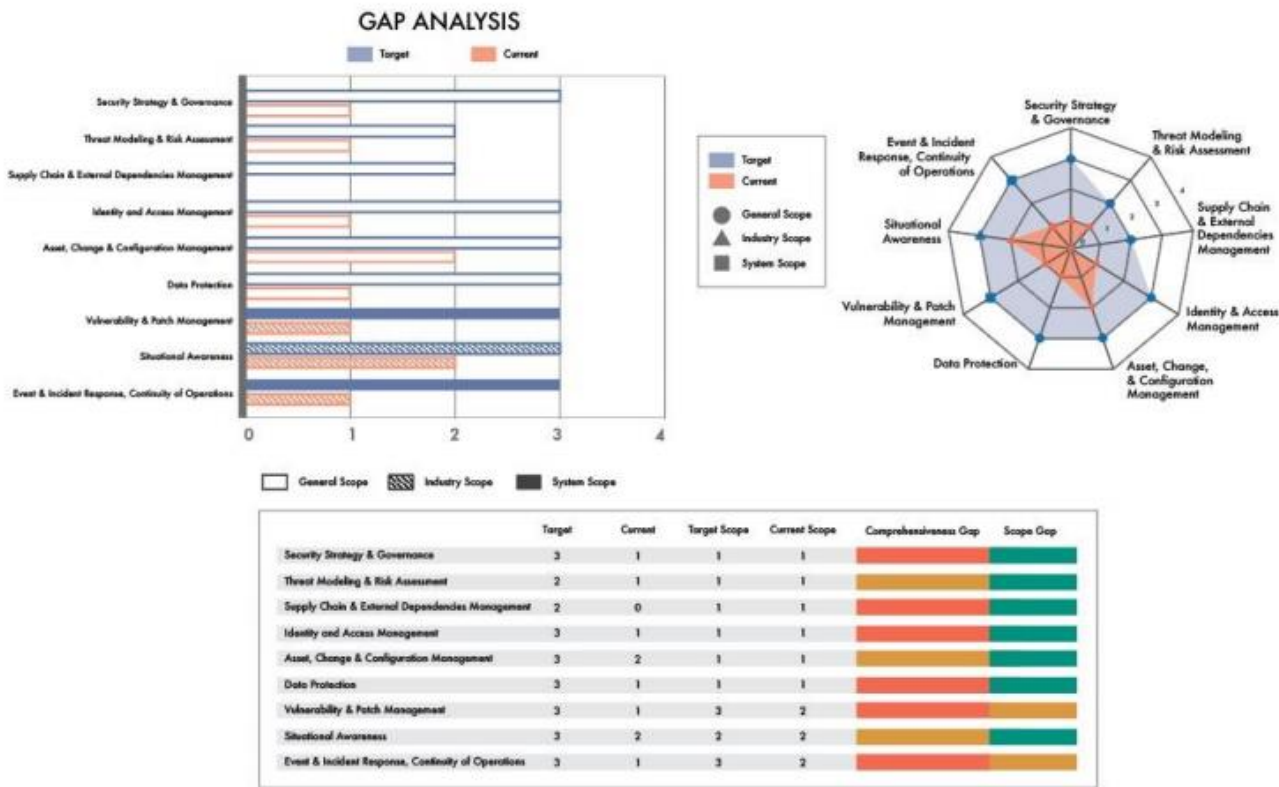 GAP ANALYSIS
Target Current
Security Strategy & Governance
Threat Modeling & Risk Assessment
Supply Chain & External Dependencies Management
Identity and Access Management
Asset, Change & Configuration Management
Data Protection
Vulnerability & Patch Management
Situational Awareness
Event & Incident Response, Continuity of Operations
0 1 2 3 4
General Scope Industry Scope System Scope
Target
Current
General Scope
Industry Scope
System Scope
Security Strategy
& Governance
Threat Modeling
& Risk Assessment
Supply Chain
& External
Dependencies
Management
Identity & Access
Management
Asset, Change,
& Configuration
Management
Data Protection
Vulnerability & Patch
Management
Situational
Awareness
Event & Incident
Response, Continuity
of Operations
0 1 2 3 4
Target Current Target Scope Current Scope Comprehensiveness Gap Scope Gap
Security Strategy & Governance 3 1 1 1
Threat Modeling & Risk Assessment 2 1 1 1
Supply Chain & External Dependencies Management 2 0 1 1
Identity and Access Management 3 1 1 1
Asset, Change & Configuration Management 3 2 1 1
Data Protection 3 1 1 1
Vulnerability & Patch Management 3 1 3 2
Situational Awareness 3 2 2 2
Event & Incident Response, Continuity of Operations 3 1 3 2